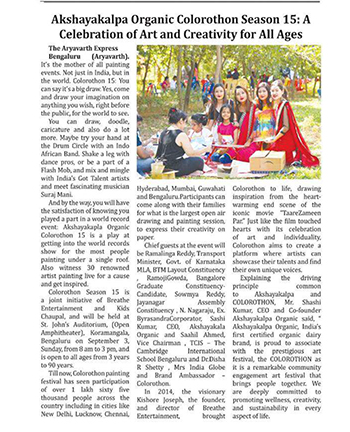 Akshayakalpa Organic Colorothon Season 15: A
Celebration of Art and Creativity for All Ages
The Aryavarth Express
Bengaluru (Aryavarth).
It's the mother of all painting
events. Not just in India, but in
the world. Colorothon 15: You
can say it's a big draw. Yes, come
and draw your imagination on
anything you wish, right before
the public, for the world to see.
You can draw, doodle,
caricature and also do a lot
more. Maybe try your hand at
the Drum Circle with an Indo
African Band. Shake a leg with
dance pros, or be a part of a
Flash Mob, and mix and mingle
with India's Got Talent artists
and meet fascinating musician
Suraj Mani.
And by the way, you will have
the satisfaction of knowing you
played a part in a world record
event: Akshayakapla Organic
Colorothon 15 is a play at
getting into the world records
show for the most people
painting under a single roof.
Also witness 30 renowned
artist painting live for a cause
and get inspired.
Colorothon Season 15 is
a joint initiative of Breathe
Entertainment and Kids
Chaupal, and will be held at
St. John's Auditorium, (Open
Amphitheater), Koramangala,
Bengaluru on September 3,
Sunday, from 8 am to 3 pm, and
is open to all ages from 3 years
to 90 years.
Till now, Colorothon painting
festival has seen participation
of over 1 lakh sixty five
thousand people across the
country including in cities like
New Delhi, Lucknow, Chennai,
Hyderabad, Mumbai, Guwahati
and Bengaluru.Participants can
come along with their families
for what is the largest open air
drawing and painting session,
to express their creativity on
paper.
Chief guests at the event will
be Ramalinga Reddy, Transport
Minister, Govt. of Karnataka
MLA, BTM Layout Constituency
, RamojiGowda, Bangalore
Graduate Constituency-
Candidate, Sowmya Reddy,
Jayanagar Assembly
Constituency , N. Nagaraju, Ex.
ByrasandraCorporator, Sashi
Kumar, CEO, Akshayakala
Organic and Saahil Ahmed,
Vice Chairman , TCIS – The
Cambridge International
School Bengaluru and Dr.Esha
R Shetty , Mrs India Globe
and Brand Ambassador –
Colorothon.
In 2014, the visionary
Kishore Joseph, the founder,
and director of Breathe
Entertainment, brought
Colorothon to life, drawing
inspiration from the heart-
warming end scene of the
iconic movie "TaareZameen
Par." Just like the film touched
hearts with its celebration
of art and individuality,
Colorothon aims to create a
platform where artists can
showcase their talents and find
their own unique voices.
Explaining the driving
principle common
to Akshayakalpa and
COLOROTHON, Mr. Shashi
Kumar, CEO and Co-founder
Akshayakalpa Organic said, "
Akshayakalpa Organic, India's
first certified organic dairy
brand, is proud to associate
with the prestigious art
festival, the COLOROTHON as
it is a remarkable community
engagement art festival that
brings people together. We
are deeply committed to
promoting wellness, creativity,
and sustainability in every
aspect of life.